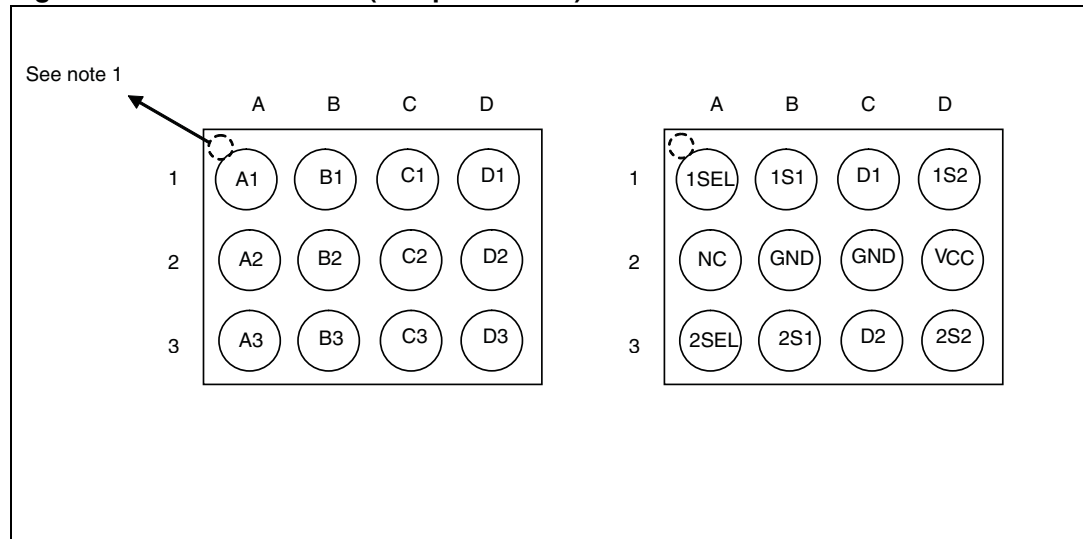 See note 1
A B C D
1 A1 B1 C1 D1
2 A2 B2 C2 D2
3 A3 B3 C3 D3
A B C D
1 1SEL 1S1 D1 1S2
2 NC GND GND VCC
3 2SEL 2S1 D2 2S2